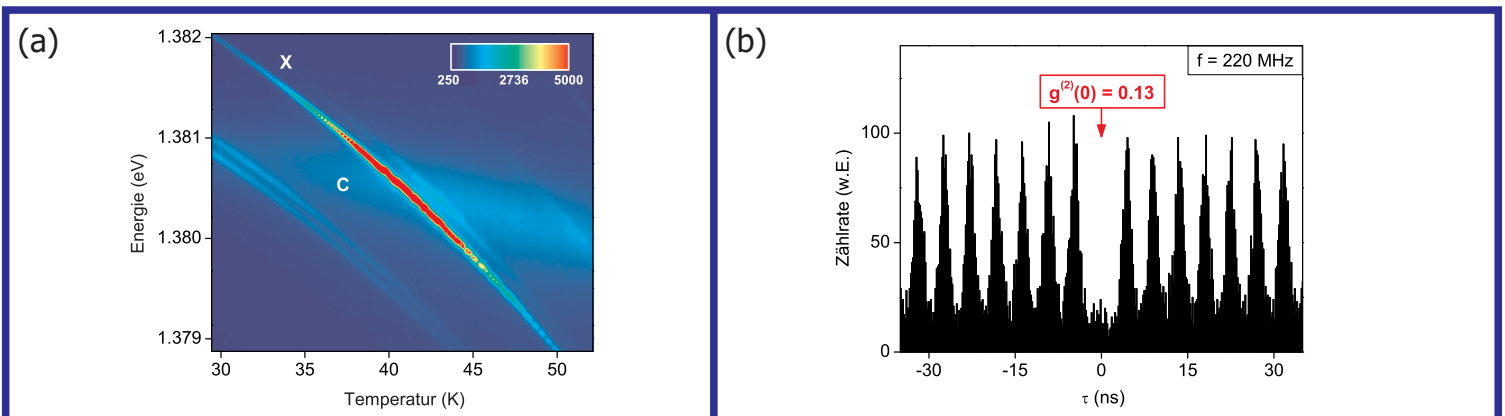 (a)
1.382
1.381
1.380
1.379
Energie (eV)
X
C
250 2736 5000
30 35 40 45 50
Temperatur (K)
(b)
f = 220 MHz
g⁽²⁾(0) = 0.13
100
50
0
Zählrate (w.E.)
-30 -15 0 15 30
τ (ns)